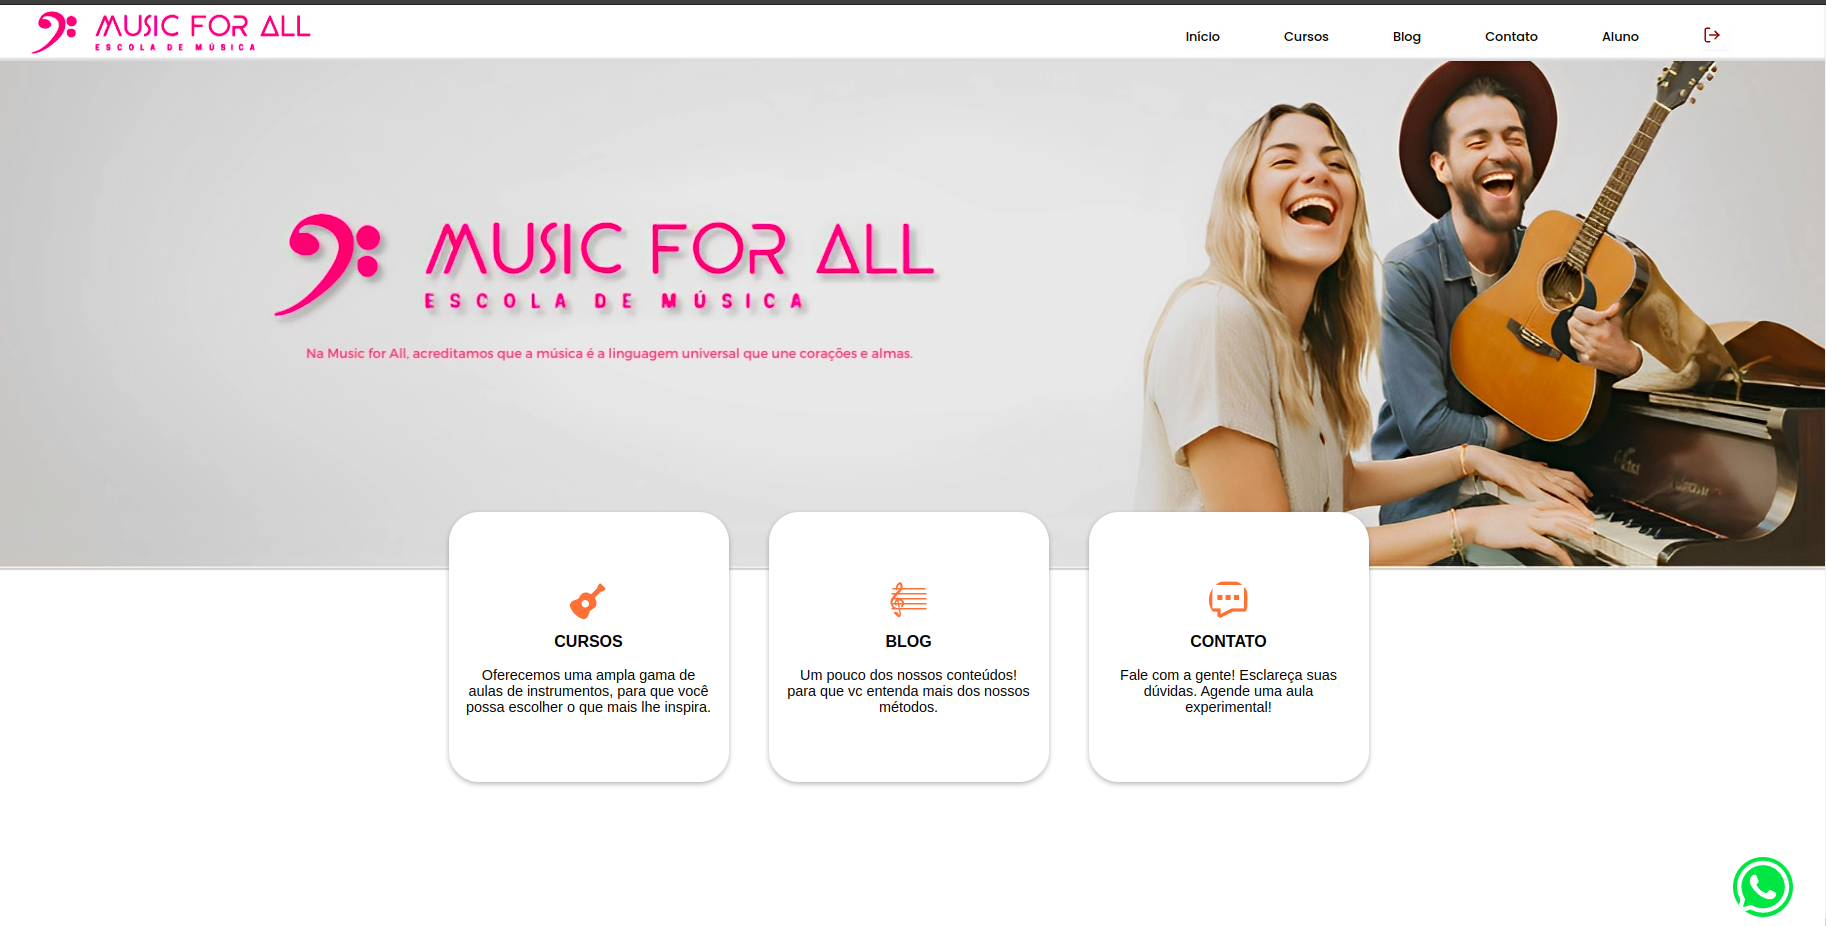 MUSIC FOR ALL
ESCOLA DE MÚSICA
Início Cursos Blog Contato Aluno
MUSIC FOR ALL
ESCOLA DE MÚSICA
Na Music for All, acreditamos que a música é a linguagem universal que une corações e almas.
CURSOS
Oferecemos uma ampla gama de
aulas de instrumentos, para que você
possa escolher o que mais lhe inspira.
BLOG
Um pouco dos nossos conteúdos!
para que vc entenda mais dos nossos
métodos.
CONTATO
Fale com a gente! Esclareça suas
dúvidas. Agende uma aula
experimental!